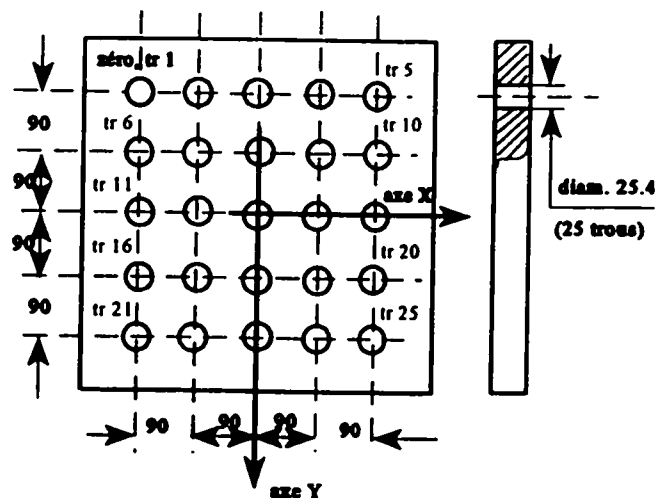 zéro, tr 1
tr 5
90
tr 6
tr 10
90
tr 11
axe X
diam. 25.4
(25 trous)
90
tr 16
tr 20
90
tr 21
tr 25
90 90 90 90
axe Y